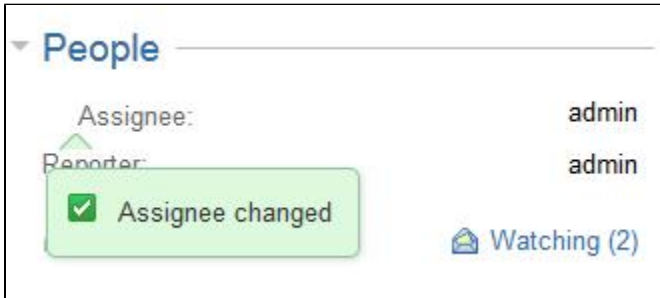 People
Assignee: admin
Reporter: admin
Assignee changed
Watching (2)